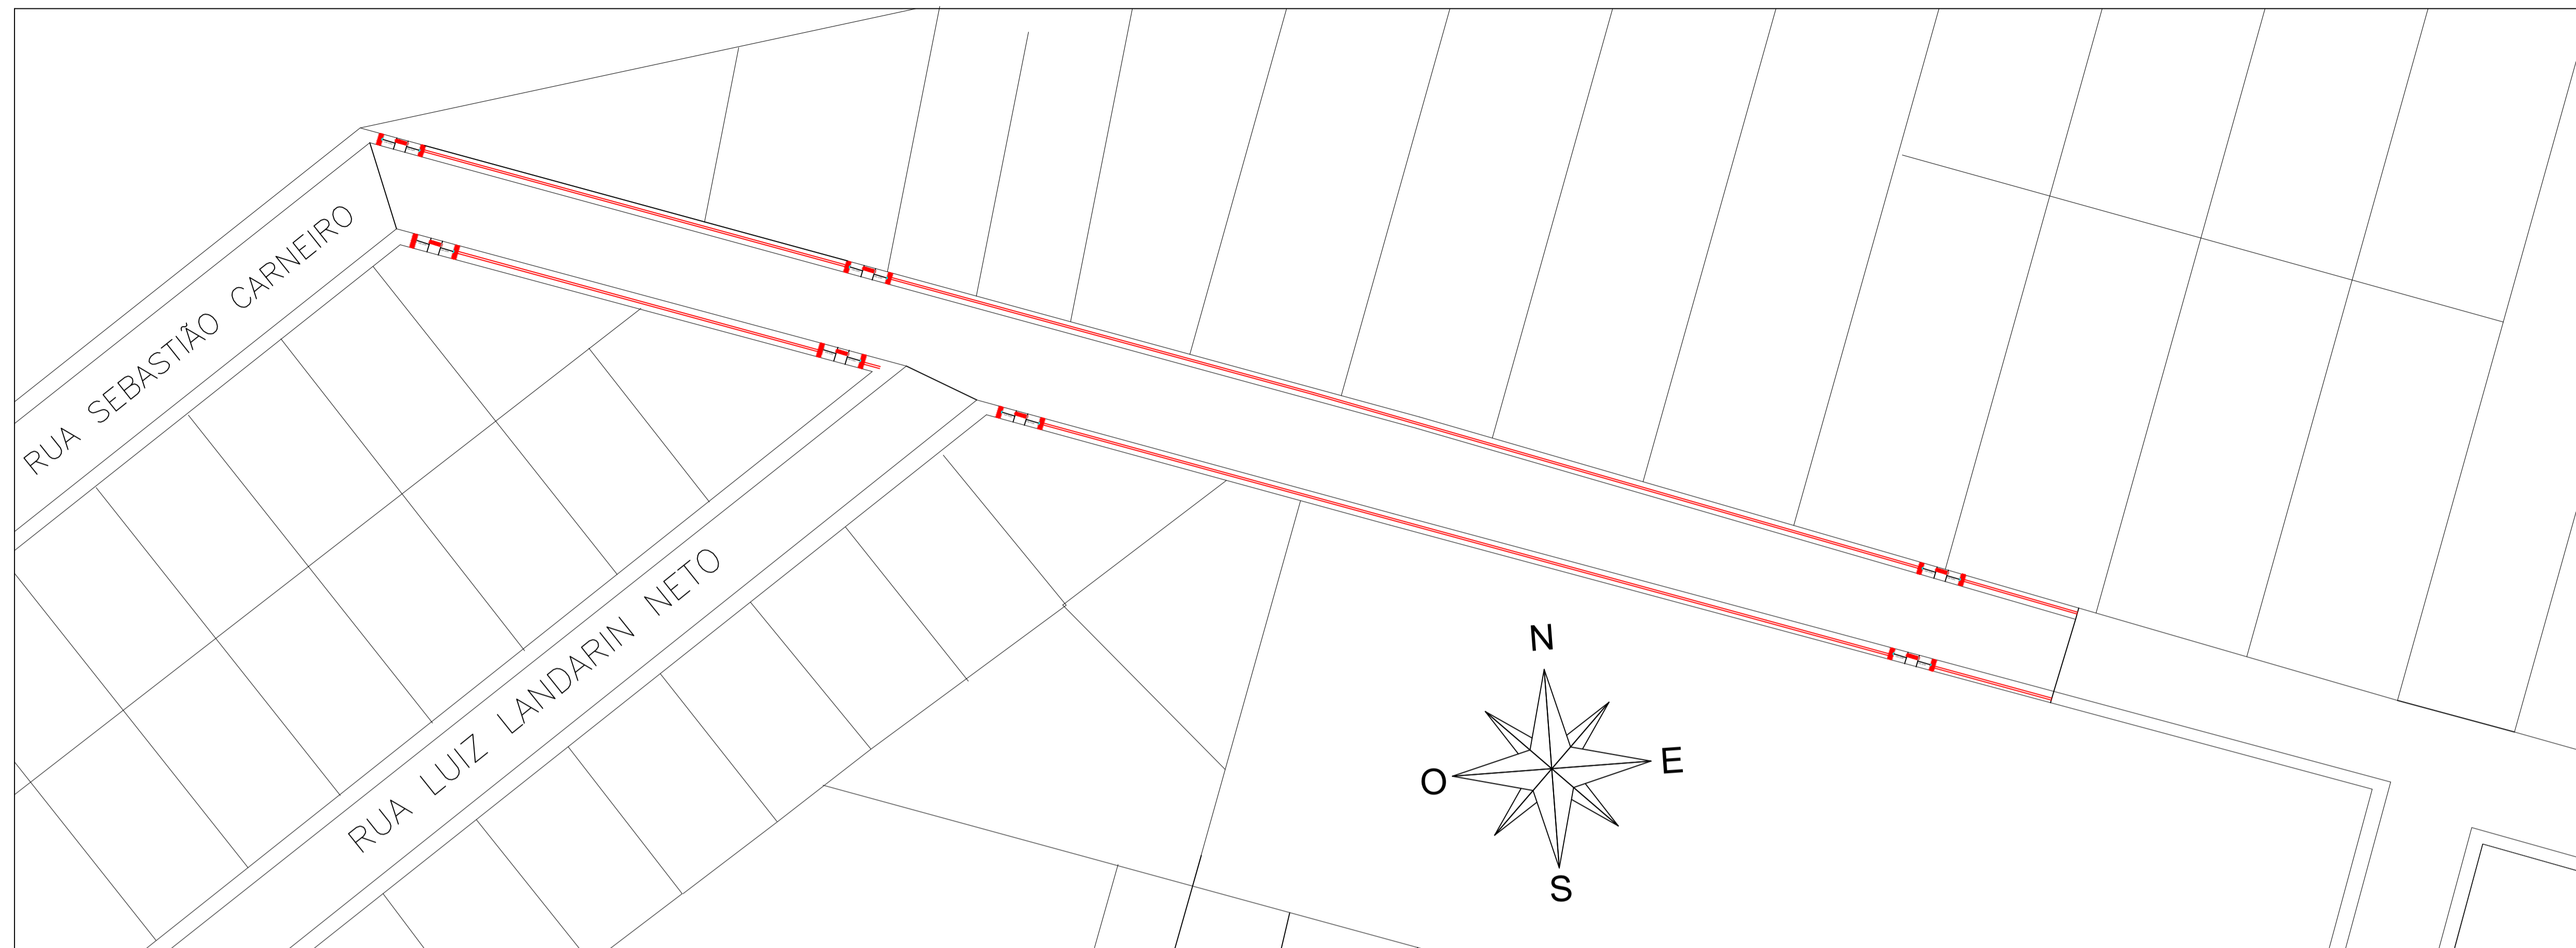 RUA SEBASTIÃO CARNEIRO
RUA LUIZ LANDARIN NETO
N
E
O
S